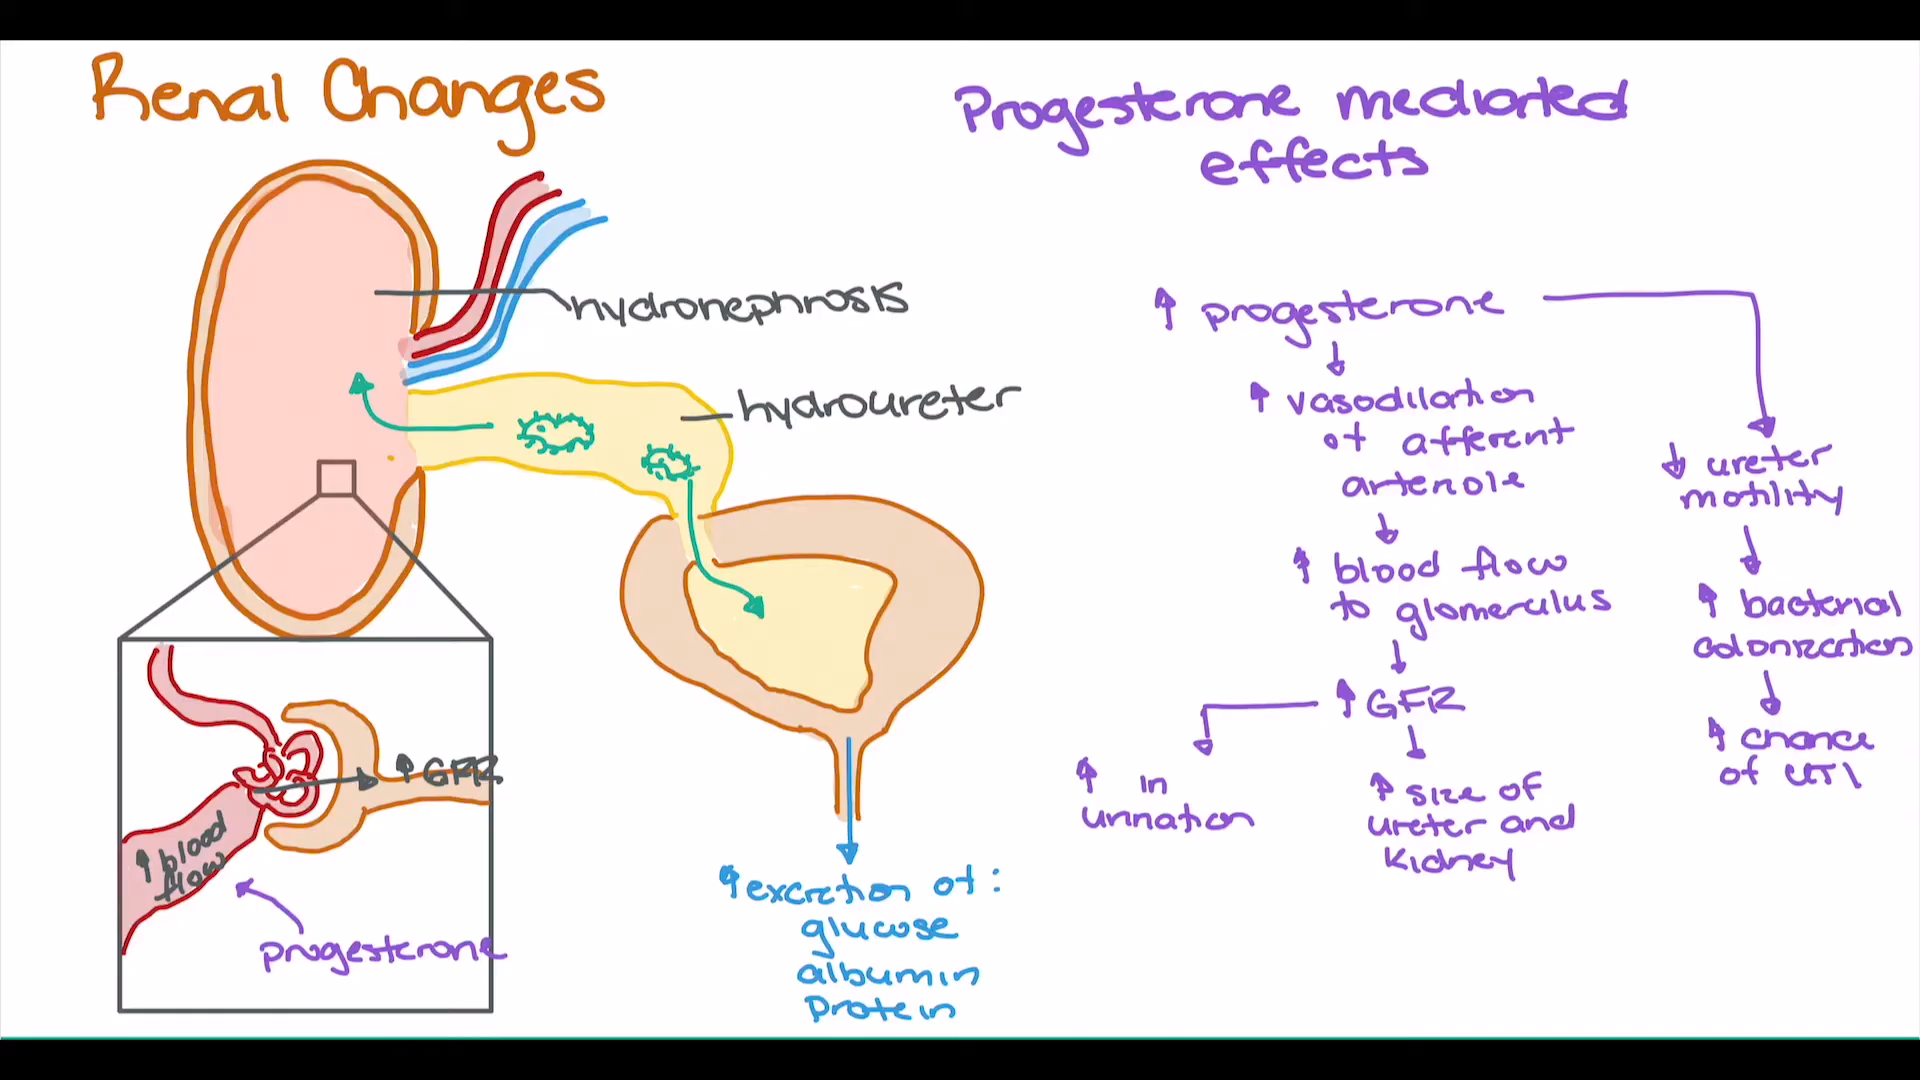 Renal Changes
Progesterone mediated
effects
hydronephrosis
hydroureter
↑ GFR
↑ blood
flow
progesterone
↑ excretion of:
glucose
albumin
protein
↑ progesterone
↓
↑ vasodilation
of afferent
arteriole
↓
↑ blood flow
to glomerulus
↓
↑ GFR
↑ in
urination
↑ size of
ureter and
kidney
↓ ureter
motility
↓
↑ bacterial
colonization
↓
↑ chance
of UTI